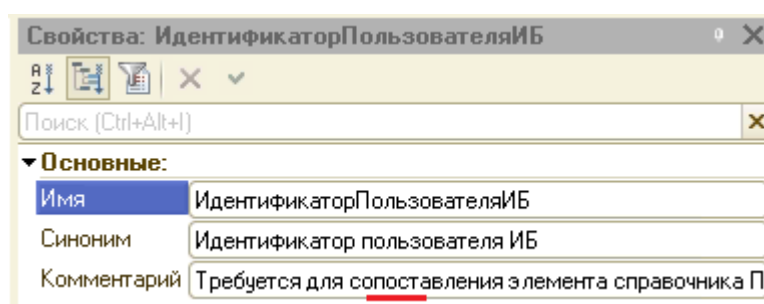 Свойства: ИдентификаторПользователяИБ
Поиск (Ctrl+Alt+I)
Основные:
Имя ИдентификаторПользователяИБ
Синоним Идентификатор пользователя ИБ
Комментарий Требуется для сопоставления элемента справочника П